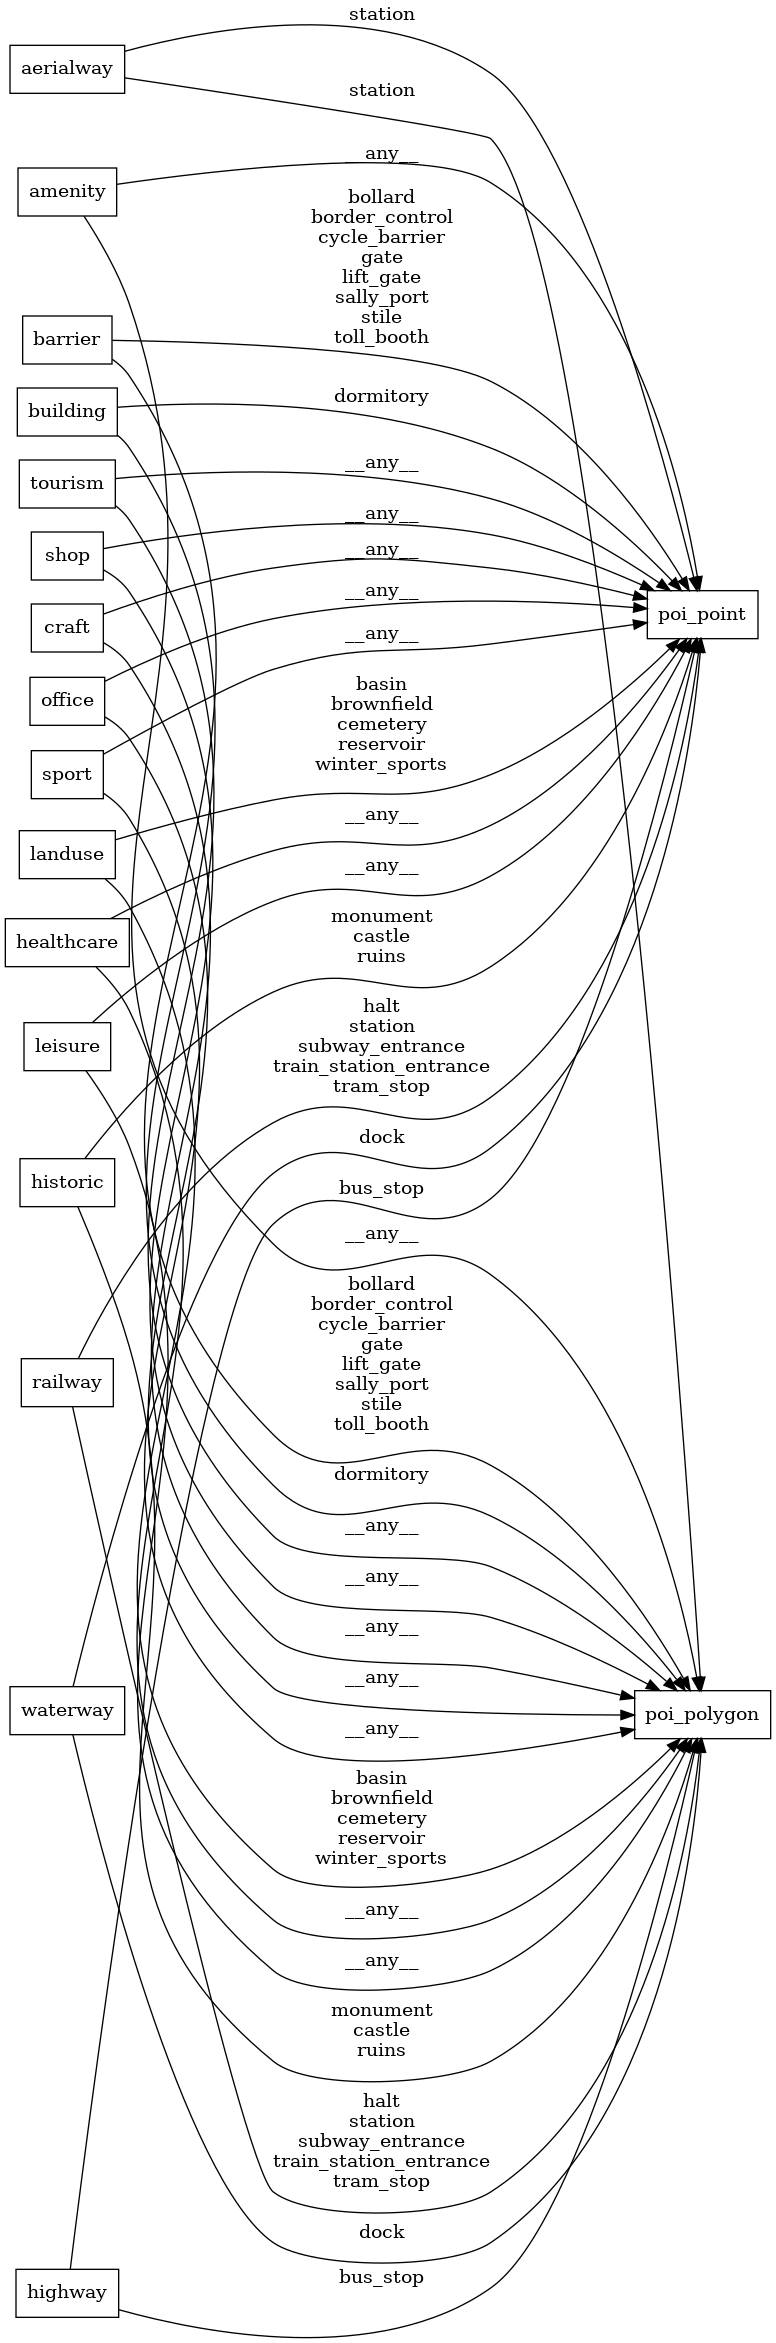 station
aerialway
station
__any__
amenity
bollard
border_control
cycle_barrier
gate
lift_gate
sally_port
stile
toll_booth
barrier
dormitory
building
__any__
tourism
__any__
shop
__any__
craft
__any__
poi_point
__any__
office
basin
brownfield
cemetery
reservoir
winter_sports
sport
__any__
landuse
__any__
healthcare
monument
castle
ruins
leisure
halt
station
subway_entrance
train_station_entrance
tram_stop
dock
historic
bus_stop
__any__
bollard
border_control
cycle_barrier
gate
lift_gate
sally_port
stile
toll_booth
railway
dormitory
__any__
__any__
__any__
__any__
waterway
poi_polygon
__any__
basin
brownfield
cemetery
reservoir
winter_sports
__any__
__any__
monument
castle
ruins
halt
station
subway_entrance
train_station_entrance
tram_stop
dock
bus_stop
highway